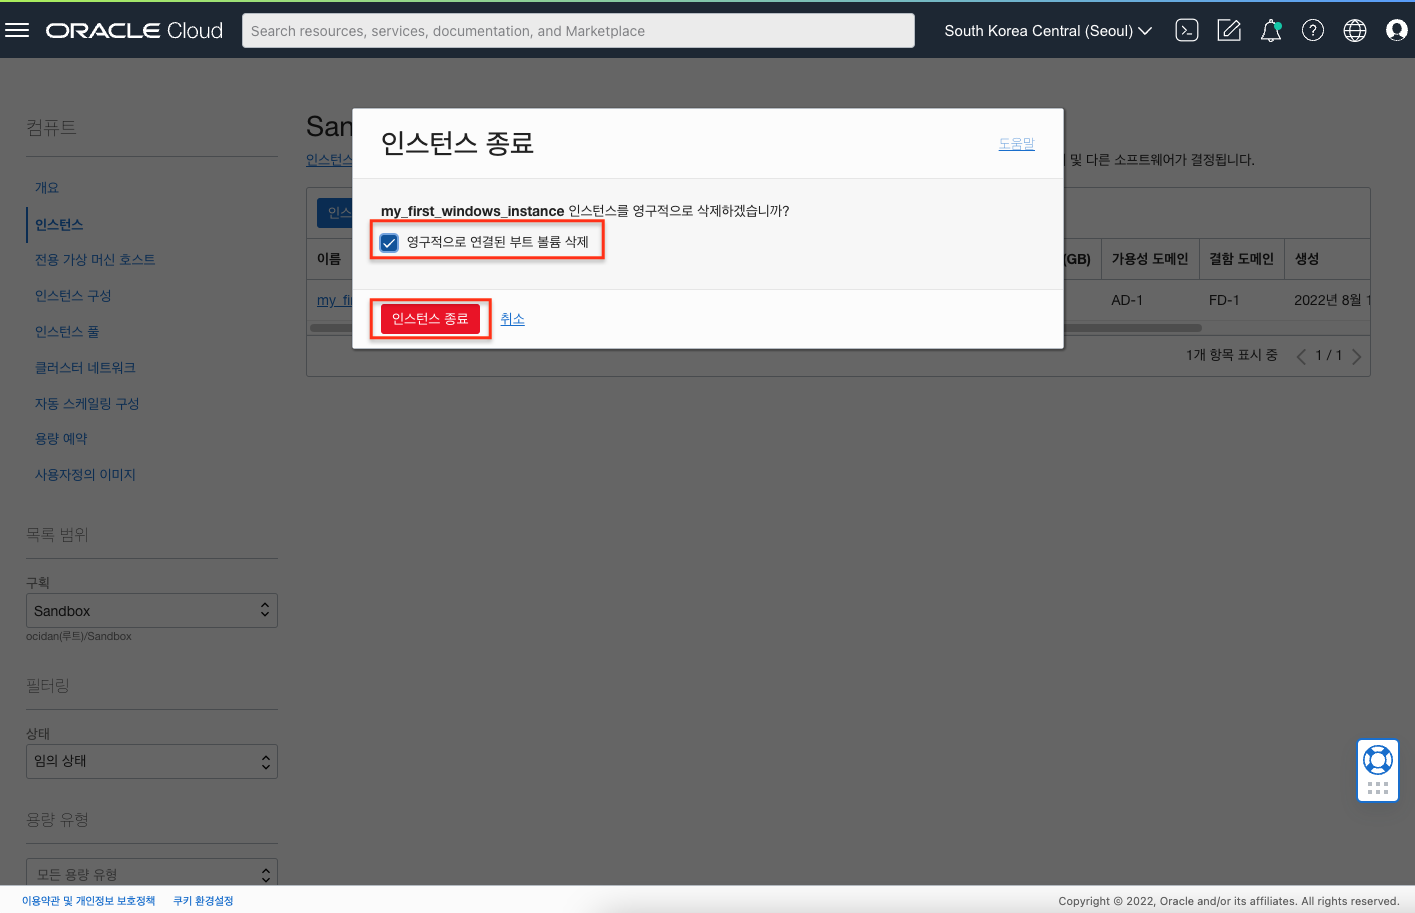 ORACLE Cloud
Search resources, services, documentation, and Marketplace
South Korea Central (Seoul)
컴퓨트
개요
인스턴스
전용 가상 머신 호스트
인스턴스 구성
인스턴스 풀
클러스터 네트워크
자동 스케일링 구성
용량 예약
사용자정의 이미지
목록 범위
구획
Sandbox
ocidan(루트)/Sandbox
필터링
상태
임의 상태
용량 유형
모든 용량 유형
San
인스턴스
및 다른 소프트웨어가 결정됩니다.
인스
이름 (GB) 가용성 도메인 결함 도메인 생성
my_fi AD-1 FD-1 2022년 8월 1
1개 항목 표시 중 1 / 1
인스턴스 종료
도움말
my_first_windows_instance 인스턴스를 영구적으로 삭제하겠습니까?
영구적으로 연결된 부트 볼륨 삭제
인스턴스 종료 취소
이용약관 및 개인정보 보호정책 쿠키 환경설정
Copyright © 2022, Oracle and/or its affiliates. All rights reserved.